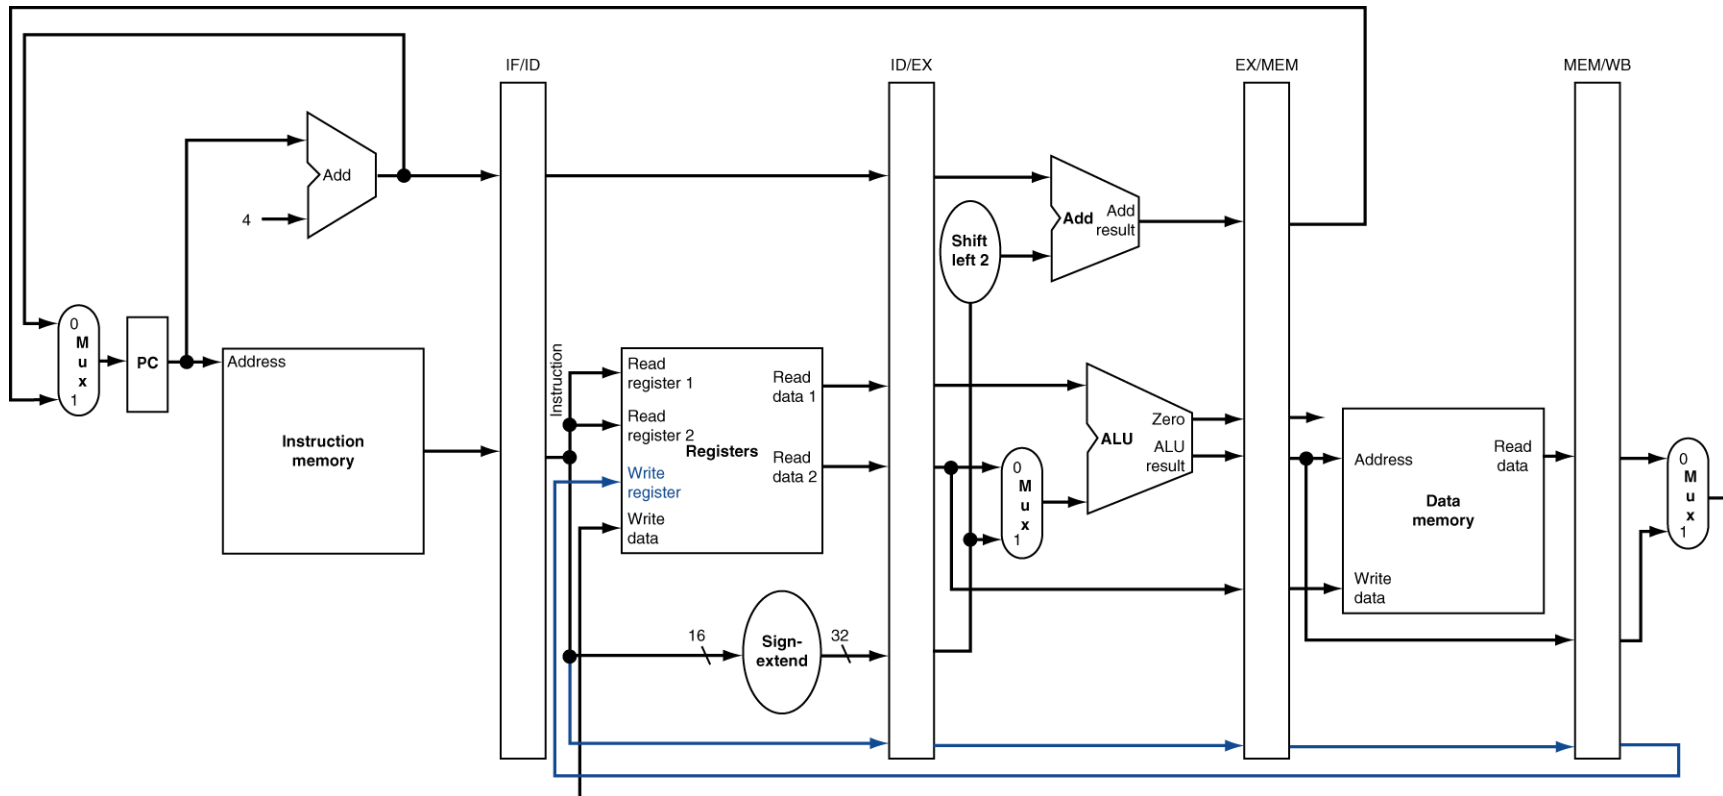 IF/ID
ID/EX
EX/MEM
MEM/WB
Add
4
Add
Add
result
Shift
left 2
0
M
u
x
1
PC
Address
Instruction
memory
Instruction
Read
register 1
Read
register 2
Write
register
Write
data
Registers
Read
data 1
Read
data 2
16
Sign-
extend
32
0
M
u
x
1
ALU
Zero
ALU
result
Address
Read
data
Data
memory
Write
data
0
M
u
x
1